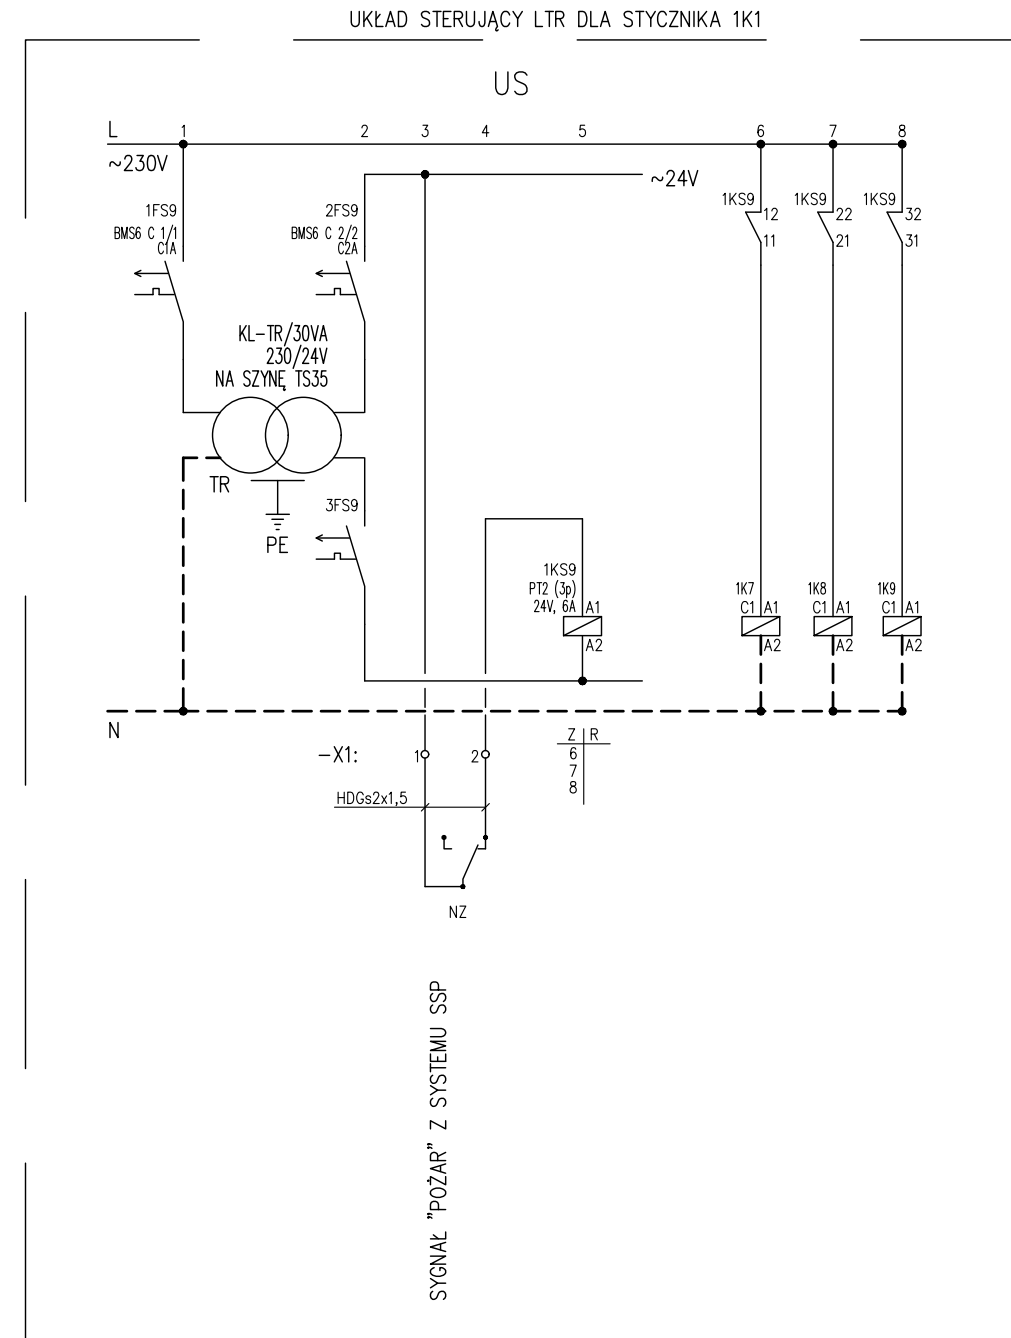 UKŁAD STERUJĄCY LTR DLA STYCZNIKA 1K1
US
L 1 2 3 4 5 6 7 8
~230V
~24V
1FS9
BMS6 C 1/1
C1A
2FS9
BMS6 C 2/2
C2A
1KS9 12
11
1KS9 22
21
1KS9 32
31
KL-TR/30VA
230/24V
NA SZYNĘ TS35
TR
PE
3FS9
1KS9
PT2 (3p)
24V, 6A A1
A2
1K7
C1 A1
A2
1K8
C1 A1
A2
1K9
C1 A1
A2
N
-X1: 1 2
Z R
6
7
8
HDGs2x1,5
NZ
SYGNAŁ "POŻAR" Z SYSTEMU SSP